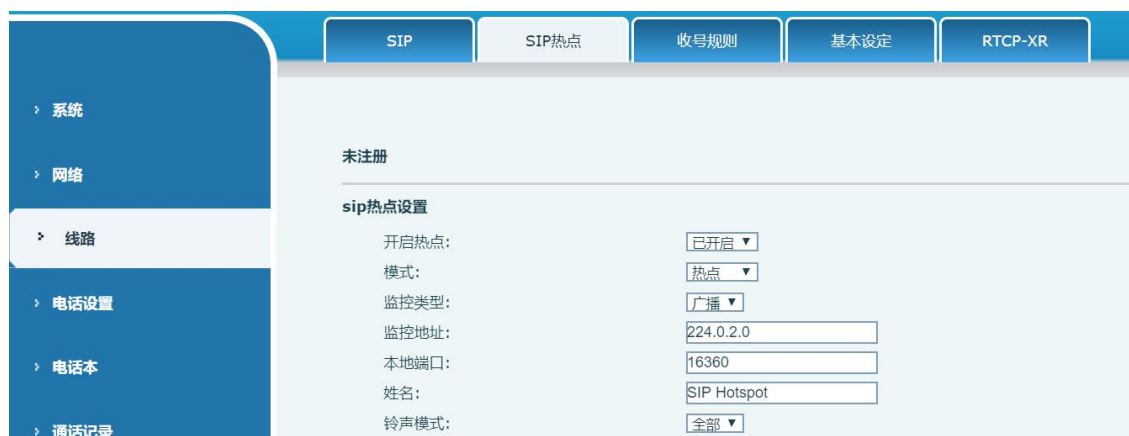 SIP SIP热点 收号规则 基本设定 RTCP-XR
系统
网络
线路
电话设置
电话本
通话记录
未注册
sip热点设置
开启热点: 已开启
模式: 热点
监控类型: 广播
监控地址: 224.0.2.0
本地端口: 16360
姓名: SIP Hotspot
铃声模式: 全部